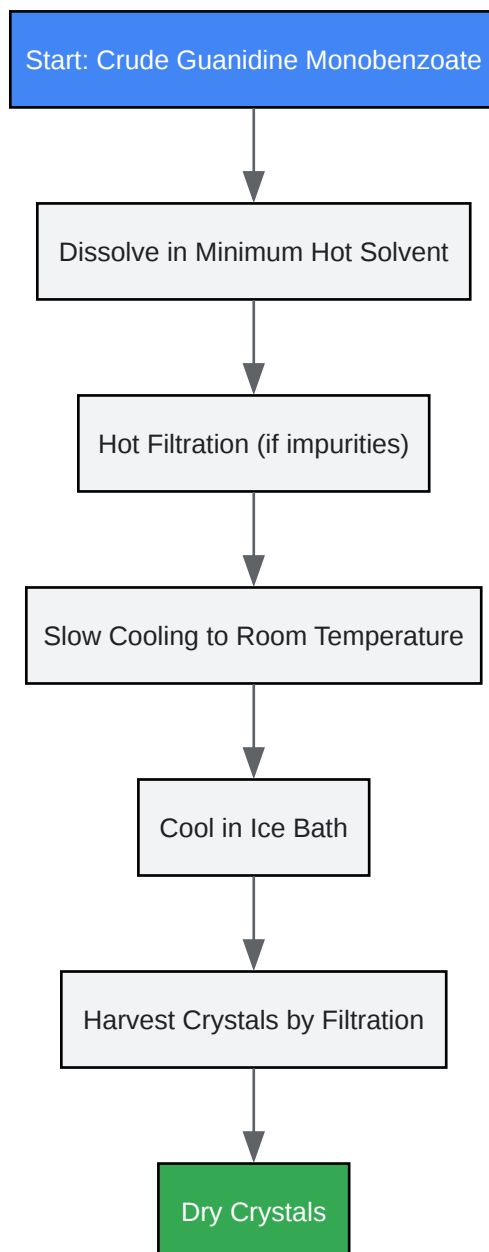 Start: Crude Guanidine Monobenzoate
Dissolve in Minimum Hot Solvent
Hot Filtration (if impurities)
Slow Cooling to Room Temperature
Cool in Ice Bath
Harvest Crystals by Filtration
Dry Crystals